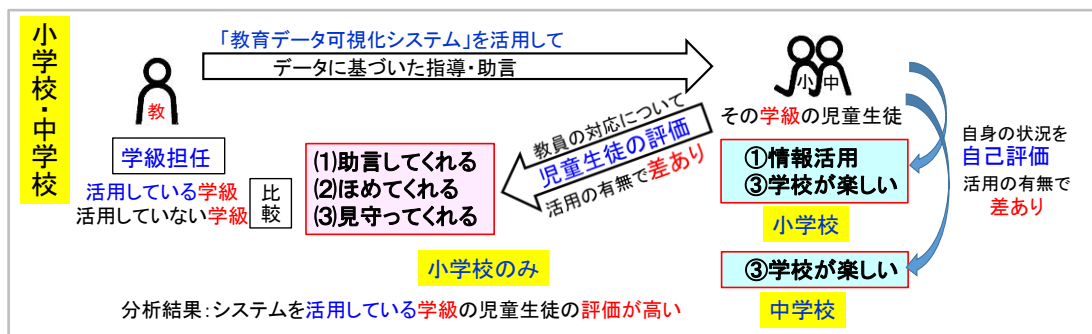 小学校・中学校
「教育データ可視化システム」を活用して
データに基づいた指導・助言
教
学級担任
活用している学級
活用していない学級
比較
(1)助言してくれる
(2)ほめてくれる
(3)見守ってくれる
小学校のみ
教員の対応について
児童生徒の評価
活用の有無で差あり
小 中
その学級の児童生徒
①情報活用
③学校が楽しい
小学校
③学校が楽しい
中学校
自身の状況を
自己評価
活用の有無で
差あり
分析結果:システムを活用している学級の児童生徒の評価が高い